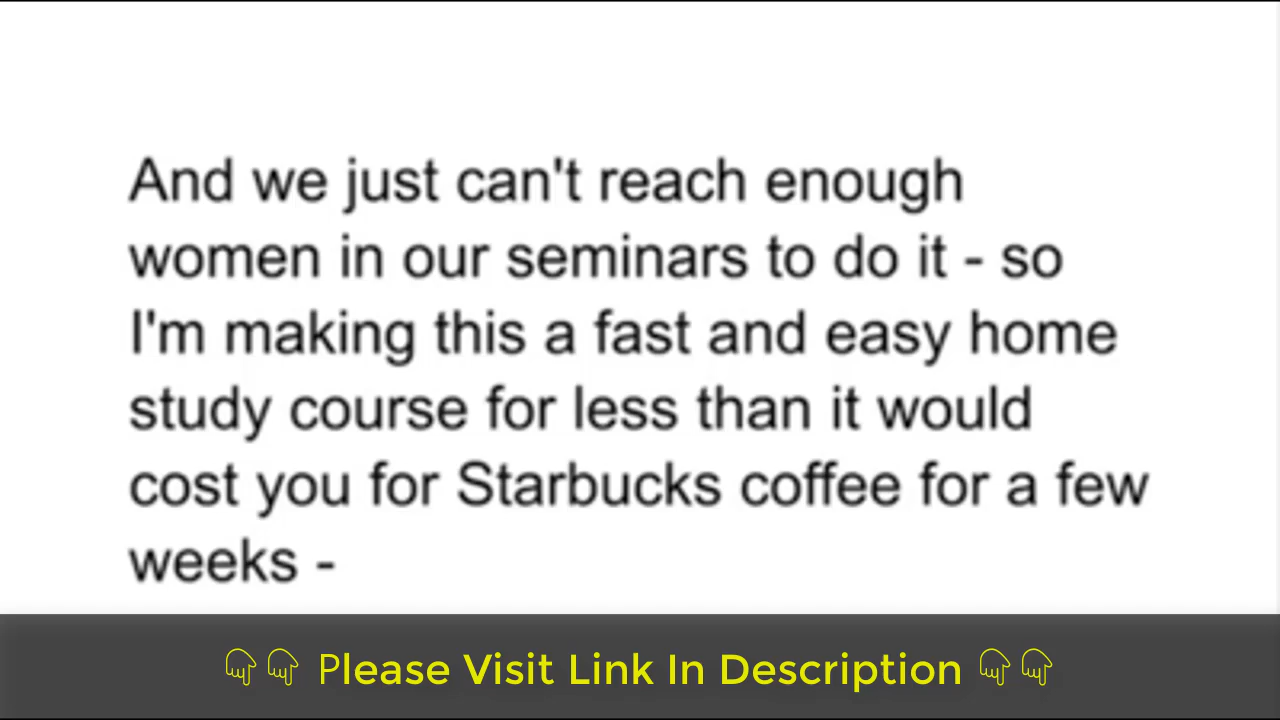 And we just can't reach enough
women in our seminars to do it - so
I'm making this a fast and easy home
study course for less than it would
cost you for Starbucks coffee for a few
weeks -
👇👇 Please Visit Link In Description 👇👇